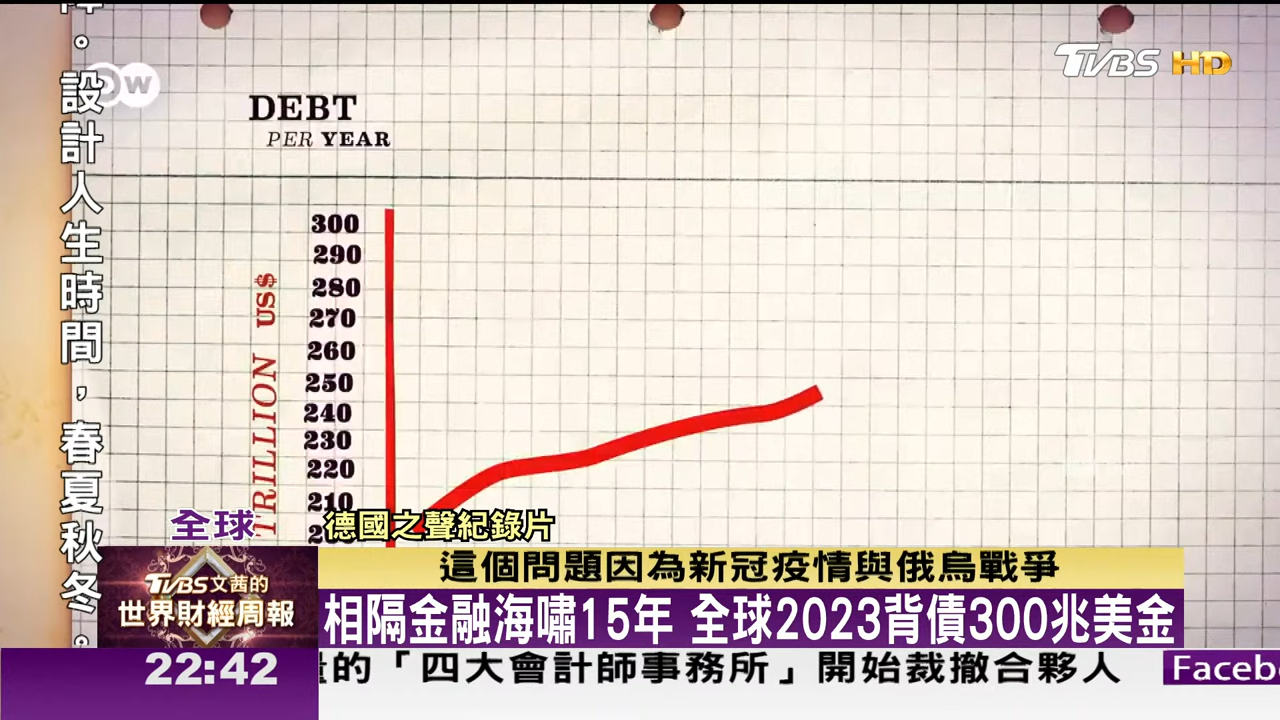 TVBS HD
DW
DEBT
PER YEAR
300
290
280
270
260
250
240
230
220
210
TRILLION US$
。設計人生時間，春夏秋冬。
全球
德國之聲紀錄片
這個問題因為新冠疫情與俄烏戰爭
TVBS文茜的
世界財經周報
相隔金融海嘯15年 全球2023背債300兆美金
22:42
的「四大會計師事務所」開始裁撤合夥人
Faceb